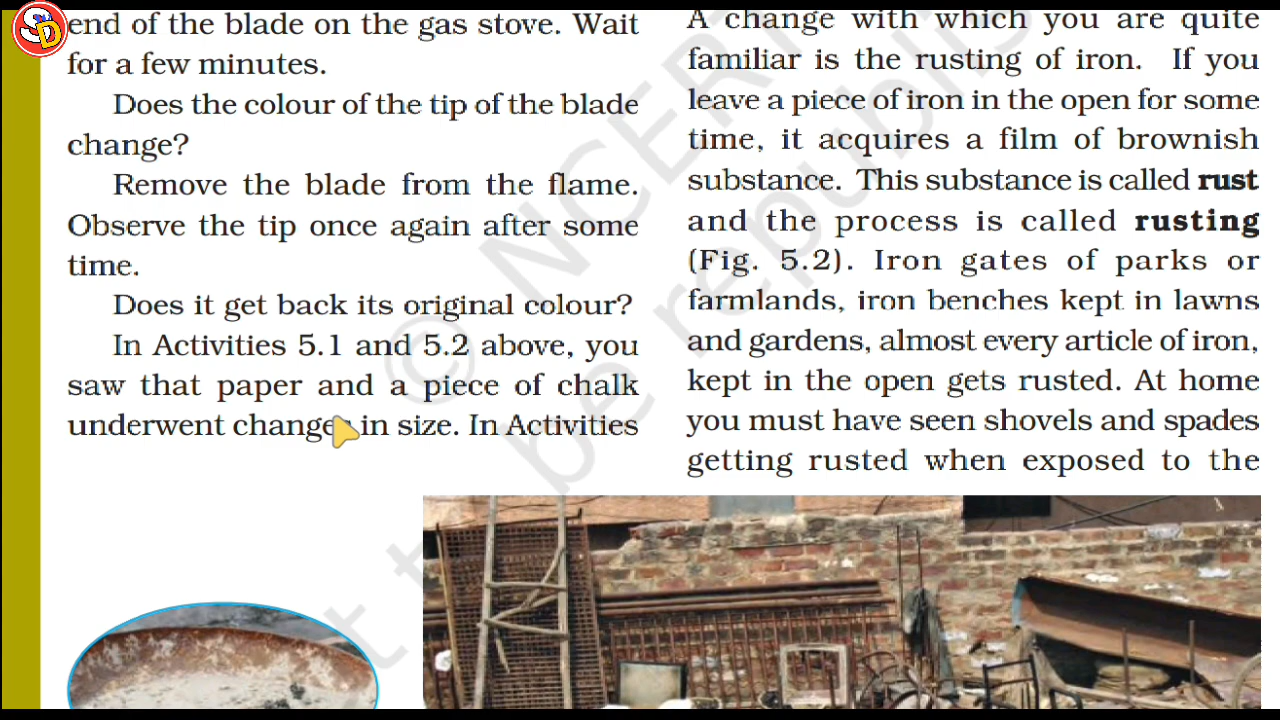 SD
end of the blade on the gas stove. Wait
for a few minutes.
Does the colour of the tip of the blade
change?
Remove the blade from the flame.
Observe the tip once again after some
time.
Does it get back its original colour?
In Activities 5.1 and 5.2 above, you
saw that paper and a piece of chalk
underwent changes in size. In Activities
A change with which you are quite
familiar is the rusting of iron. If you
leave a piece of iron in the open for some
time, it acquires a film of brownish
substance. This substance is called rust
and the process is called rusting
(Fig. 5.2). Iron gates of parks or
farmlands, iron benches kept in lawns
and gardens, almost every article of iron,
kept in the open gets rusted. At home
you must have seen shovels and spades
getting rusted when exposed to the
© NCERT
be republis